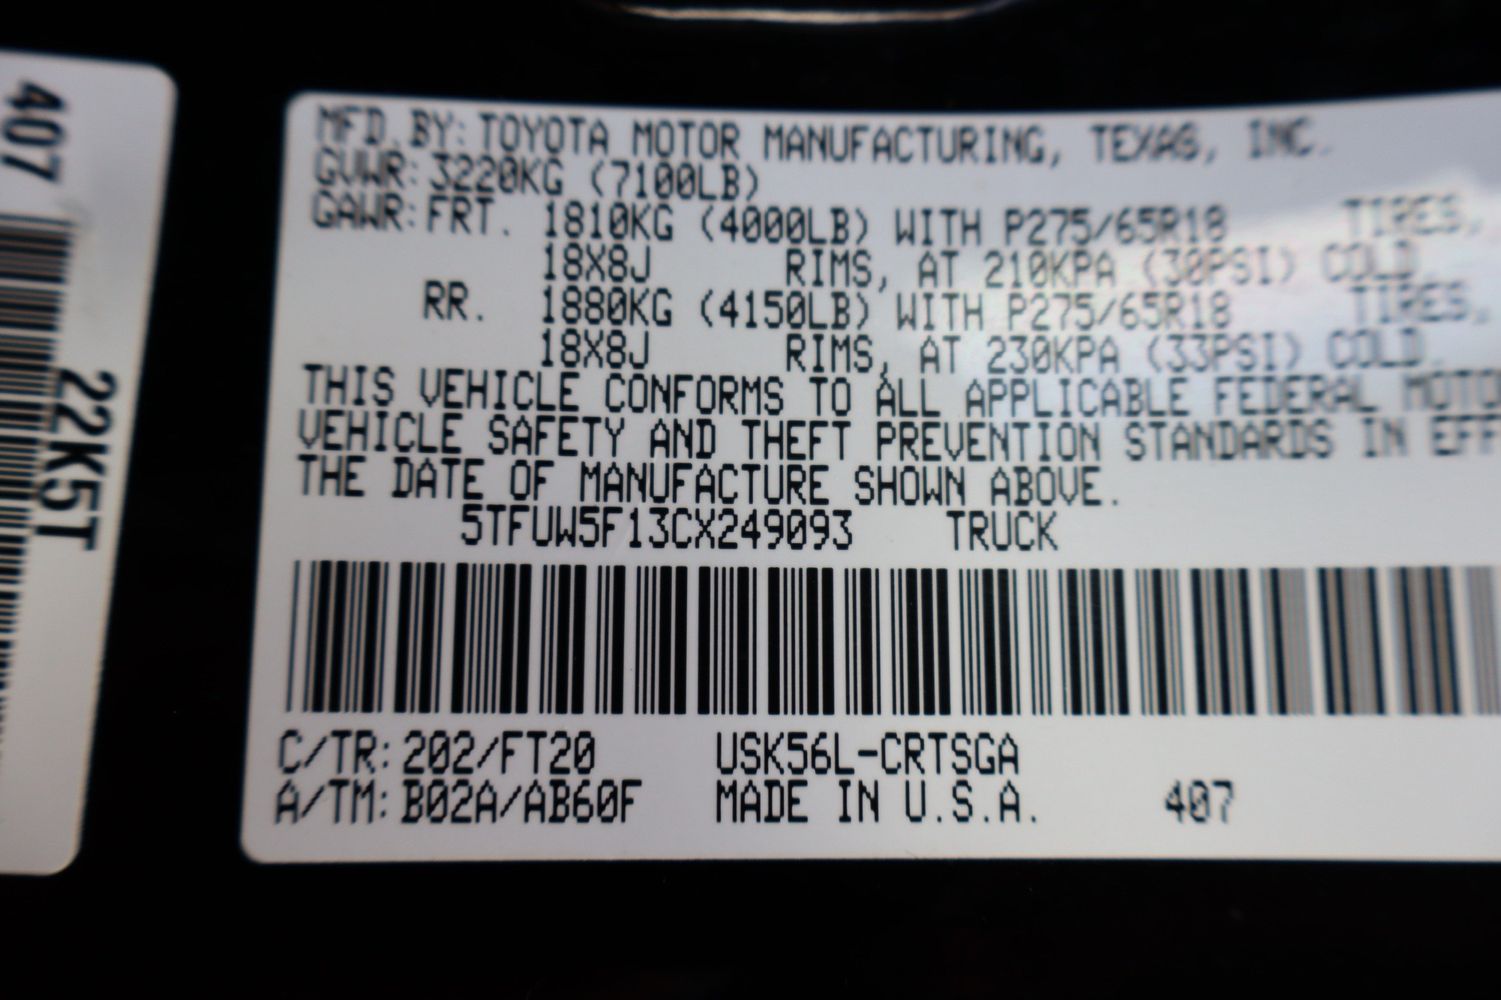 407
22K5T
MFD. BY: TOYOTA MOTOR MANUFACTURING, TEXAS, INC.
GVWR: 3220KG (7100LB)
GAWR: FRT. 1810KG (4000LB) WITH P275/65R18 TIRES,
18X8J RIMS, AT 210KPA (30PSI) COLD.
RR. 1880KG (4150LB) WITH P275/65R18 TIRES,
18X8J RIMS, AT 230KPA (33PSI) COLD.
THIS VEHICLE CONFORMS TO ALL APPLICABLE FEDERAL MOTO
VEHICLE SAFETY AND THEFT PREVENTION STANDARDS IN EFF
THE DATE OF MANUFACTURE SHOWN ABOVE.
5TFUW5F13CX249093 TRUCK
C/TR: 202/FT20 USK56L-CRTSGA
A/TM: B02A/AB60F MADE IN U.S.A. 407